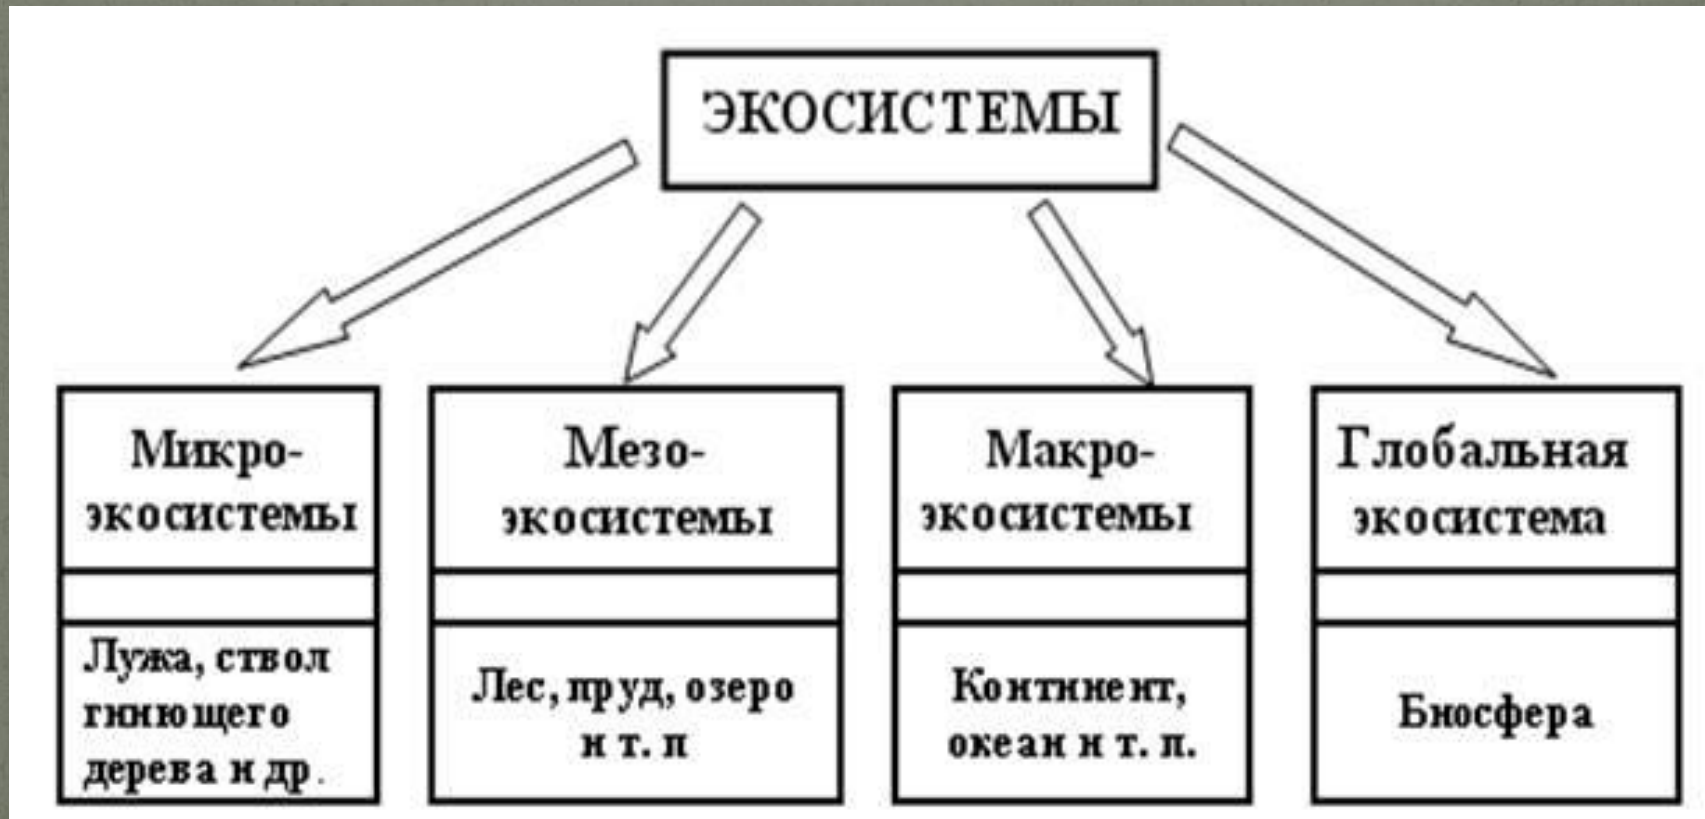 ЭКОСИСТЕМЫ
Микро-
экосистемы
Мезо-
экосистемы
Макро-
экосистемы
Глобальная
экосистема
Лужа, ствол
гниющего
дерева и др.
Лес, пруд, озеро
и т. п
Континент,
океан и т. п.
Биосфера